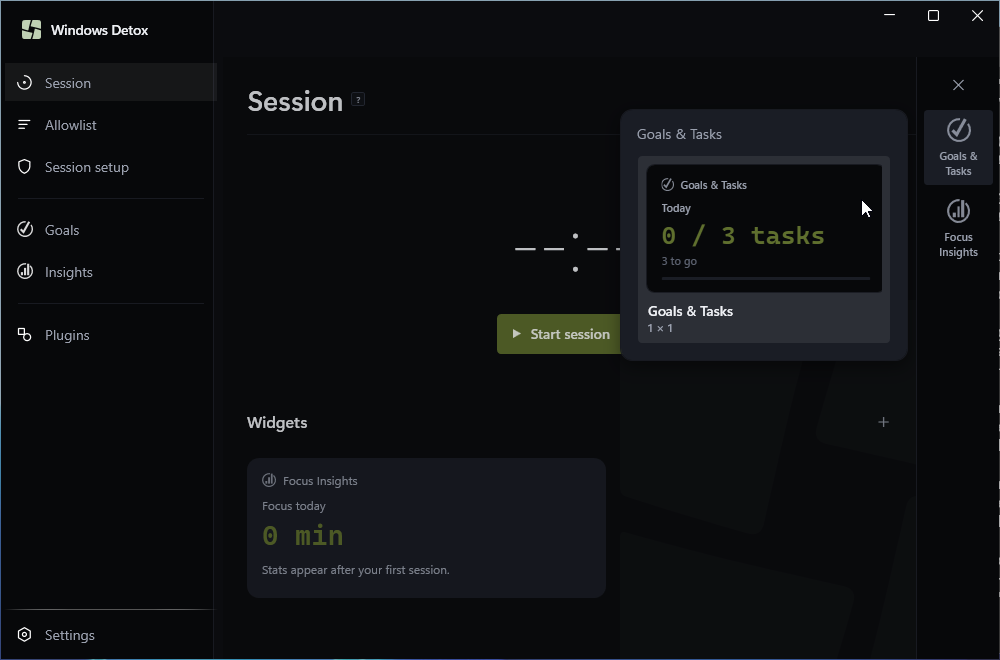 Windows Detox
Session
Allowlist
Session setup
Goals
Insights
Plugins
Settings
Session ?
– – : – –
Start session
Widgets
+
Focus Insights
Focus today
0 min
Stats appear after your first session.
Goals & Tasks
Goals & Tasks
Today
0 / 3 tasks
3 to go
Goals & Tasks
1 × 1
Goals &
Tasks
Focus
Insights